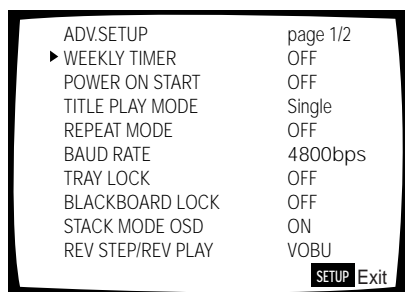 ADV.SETUP page 1/2
WEEKLY TIMER OFF
POWER ON START OFF
TITLE PLAY MODE Single
REPEAT MODE OFF
BAUD RATE 4800bps
TRAY LOCK OFF
BLACKBOARD LOCK OFF
STACK MODE OSD ON
REV STEP/REV PLAY VOBU
SETUP Exit